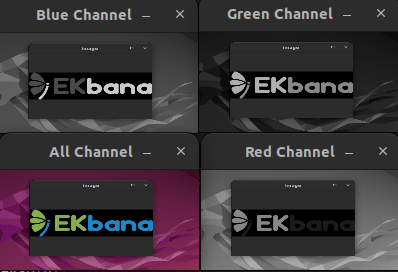 Blue Channel
Green Channel
Image
Image
EKbana
EKbana
All Channel
Red Channel
Image
Image
EKbana
EKbana